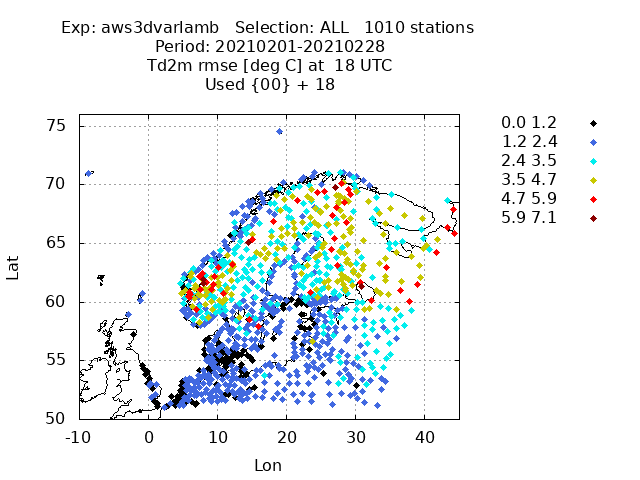 Exp: aws3dvarlamb   Selection: ALL   1010 stations
Period: 20210201-20210228
Td2m rmse [deg C] at  18 UTC
Used {00} + 18
0.0 1.2
1.2 2.4
2.4 3.5
3.5 4.7
4.7 5.9
5.9 7.1
Lat
75
70
65
60
55
50
-10 0 10 20 30 40
Lon